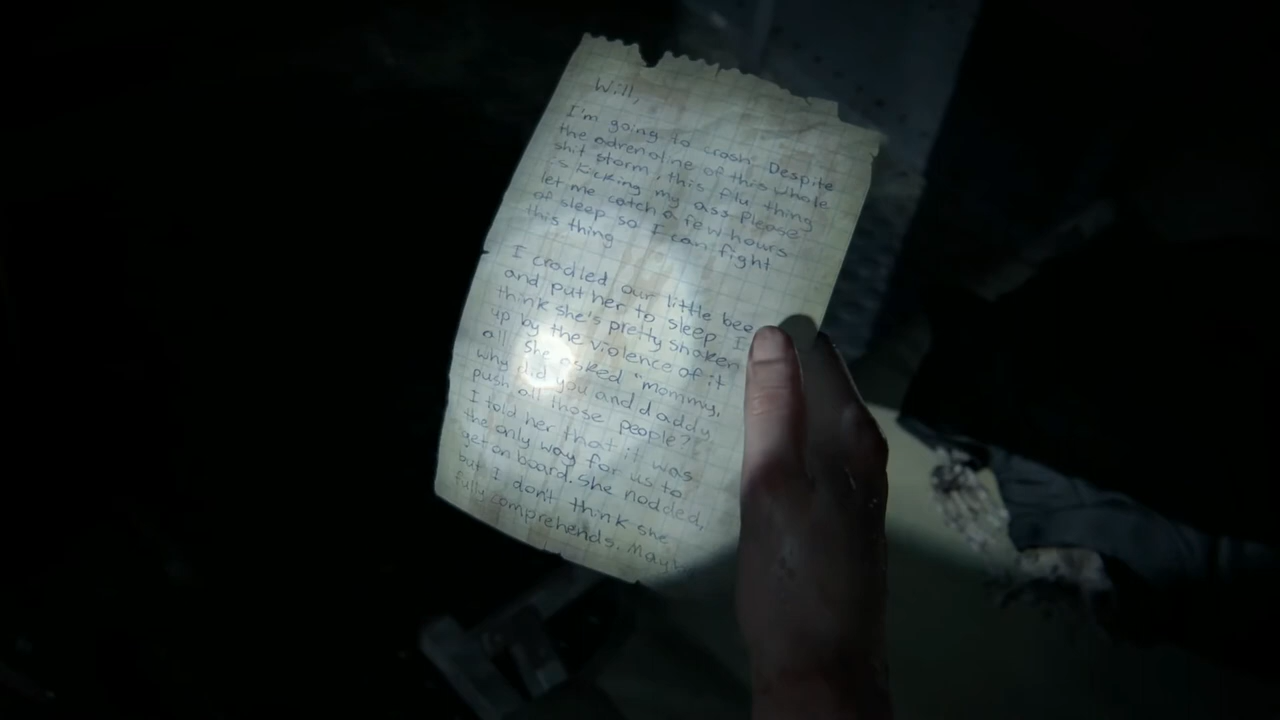 Will,
I'm going to crash. Despite
the adrenaline of this whole
shit storm, this flu thing
is kicking my ass. Please
let me catch a few hours
of sleep so I can fight
this thing
I cradled our little bee
and put her to sleep. I
think she's pretty shaken
up by the violence of it
all. She asked "mommy,
why did you and daddy
push all those people?"
I told her that it was
the only way for us to
get on board. She nodded,
but I don't think she
fully comprehends.